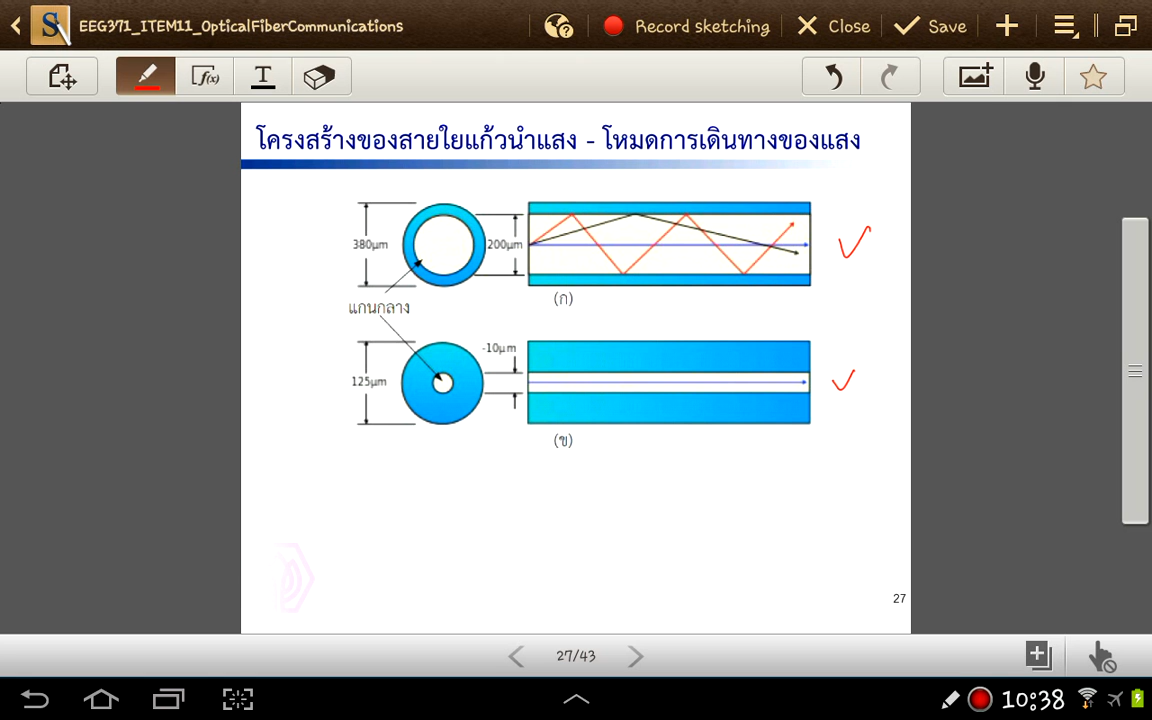 EEG371_ITEM11_OpticalFiberCommunications
Record sketching
Close
Save
f(x)
T
โครงสร้างของสายใยแก้วนำแสง - โหมดการเดินทางของแสง
380μm
200μm
แกนกลาง
(ก)
-10μm
125μm
(ข)
27
27/43
10:38